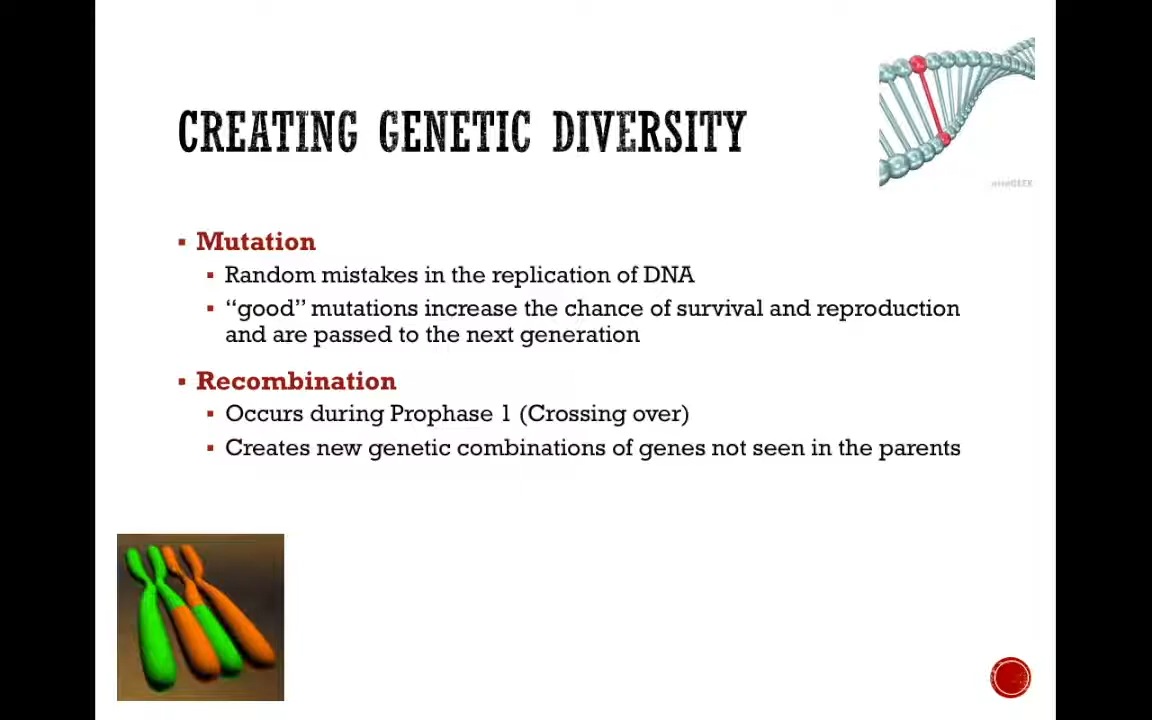 CREATING GENETIC DIVERSITY
▪ Mutation
▪ Random mistakes in the replication of DNA
▪ “good” mutations increase the chance of survival and reproduction
and are passed to the next generation
▪ Recombination
▪ Occurs during Prophase 1 (Crossing over)
▪ Creates new genetic combinations of genes not seen in the parents